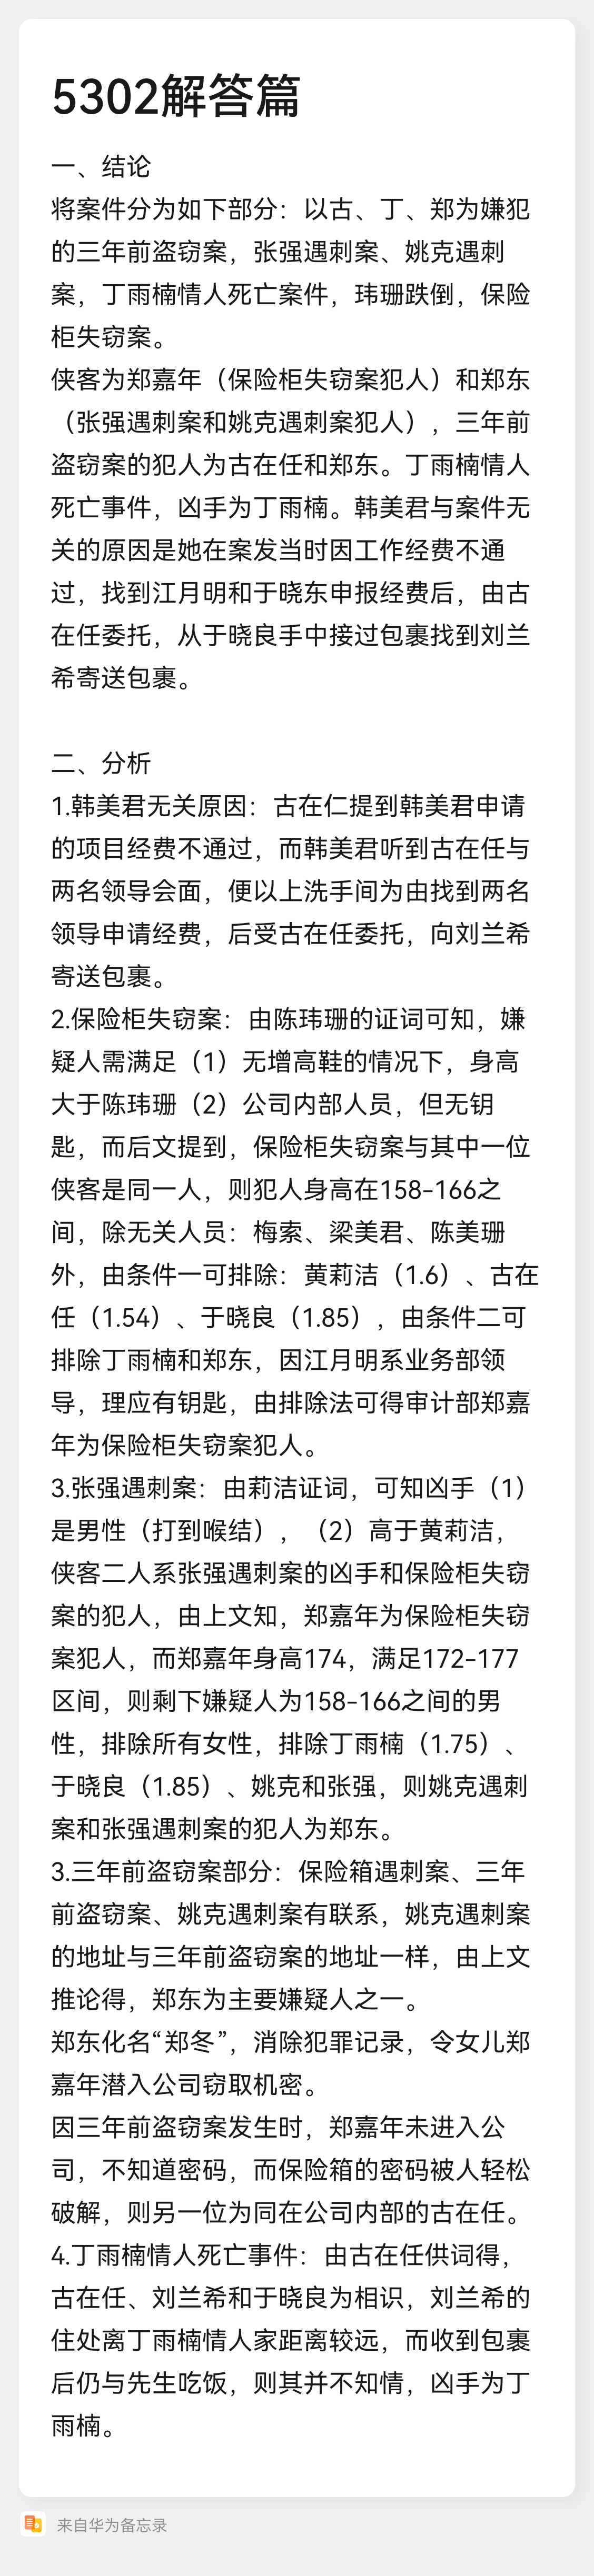 5302解答篇
一、结论
将案件分为如下部分：以古、丁、郑为嫌犯
的三年前盗窃案，张强遇刺案、姚克遇刺
案，丁雨楠情人死亡案件，玮珊跌倒，保险
柜失窃案。
侠客为郑嘉年（保险柜失窃案犯人）和郑东
（张强遇刺案和姚克遇刺案犯人），三年前
盗窃案的犯人为古在任和郑东。丁雨楠情人
死亡事件，凶手为丁雨楠。韩美君与案件无
关的原因是她在案发当时因工作经费不通
过，找到江月明和于晓东申报经费后，由古
在任委托，从于晓良手中接过包裹找到刘兰
希寄送包裹。
二、分析
1.韩美君无关原因：古在仁提到韩美君申请
的项目经费不通过，而韩美君听到古在任与
两名领导会面，便以上洗手间为由找到两名
领导申请经费，后受古在任委托，向刘兰希
寄送包裹。
2.保险柜失窃案：由陈玮珊的证词可知，嫌
疑人需满足（1）无增高鞋的情况下，身高
大于陈玮珊（2）公司内部人员，但无钥
匙，而后文提到，保险柜失窃案与其中一位
侠客是同一人，则犯人身高在158-166之
间，除无关人员：梅索、梁美君、陈美珊
外，由条件一可排除：黄莉洁（1.6）、古在
任（1.54）、于晓良（1.85），由条件二可
排除丁雨楠和郑东，因江月明系业务部领
导，理应有钥匙，由排除法可得审计部郑嘉
年为保险柜失窃案犯人。
3.张强遇刺案：由莉洁证词，可知凶手（1）
是男性（打到喉结），（2）高于黄莉洁，
侠客二人系张强遇刺案的凶手和保险柜失窃
案的犯人，由上文知，郑嘉年为保险柜失窃
案犯人，而郑嘉年身高174，满足172-177
区间，则剩下嫌疑人为158-166之间的男
性，排除所有女性，排除丁雨楠（1.75）、
于晓良（1.85）、姚克和张强，则姚克遇刺
案和张强遇刺案的犯人为郑东。
3.三年前盗窃案部分：保险箱遇刺案、三年
前盗窃案、姚克遇刺案有联系，姚克遇刺案
的地址与三年前盗窃案的地址一样，由上文
推论得，郑东为主要嫌疑人之一。
郑东化名“郑冬”，消除犯罪记录，令女儿郑
嘉年潜入公司窃取机密。
因三年前盗窃案发生时，郑嘉年未进入公
司，不知道密码，而保险箱的密码被人轻松
破解，则另一位为同在公司内部的古在任。
4.丁雨楠情人死亡事件：由古在任供词得，
古在任、刘兰希和于晓良为相识，刘兰希的
住处离丁雨楠情人家距离较远，而收到包裹
后仍与先生吃饭，则其并不知情，凶手为丁
雨楠。
来自华为备忘录